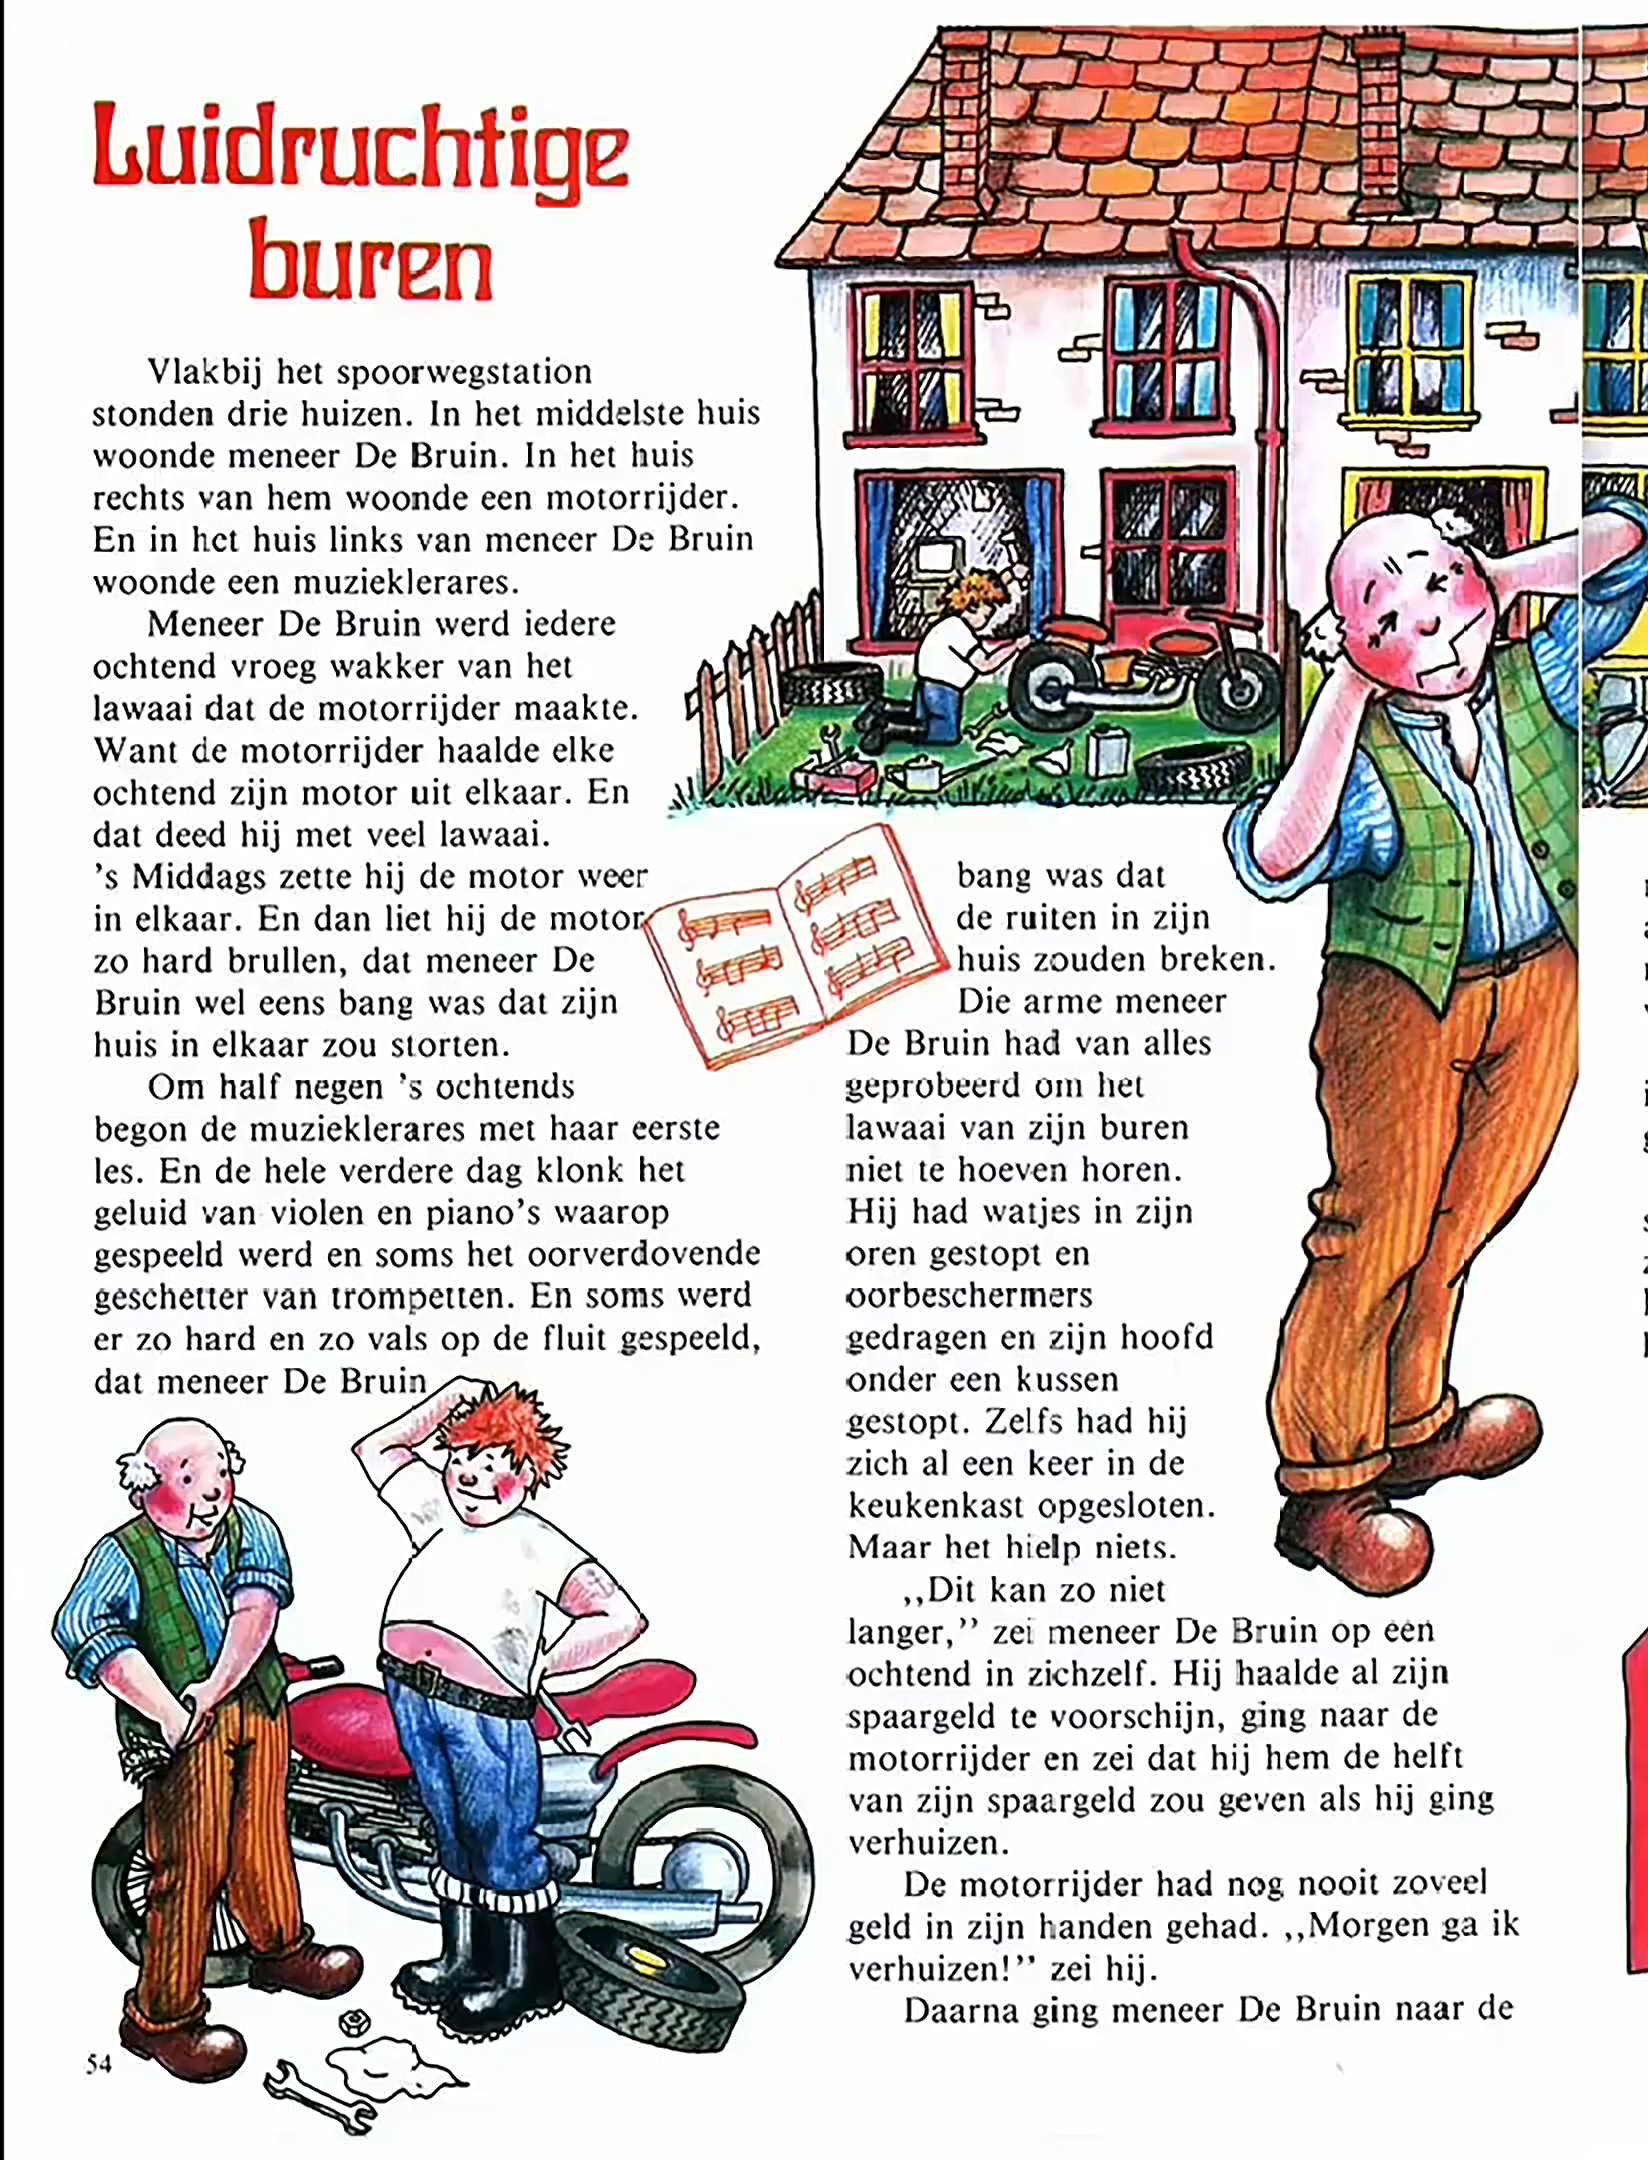 Luidruchtige
buren
Vlakbij het spoorwegstation
stonden drie huizen. In het middelste huis
woonde meneer De Bruin. In het huis
rechts van hem woonde een motorrijder.
En in het huis links van meneer De Bruin
woonde een muzieklerares.
Meneer De Bruin werd iedere
ochtend vroeg wakker van het
lawaai dat de motorrijder maakte.
Want de motorrijder haalde elke
ochtend zijn motor uit elkaar. En
dat deed hij met veel lawaai.
’s Middags zette hij de motor weer
in elkaar. En dan liet hij de motor
zo hard brullen, dat meneer De
Bruin wel eens bang was dat zijn
huis in elkaar zou storten.
Om half negen ’s ochtends
begon de muzieklerares met haar eerste
les. En de hele verdere dag klonk het
geluid van violen en piano’s waarop
gespeeld werd en soms het oorverdovende
geschetter van trompetten. En soms werd
er zo hard en zo vals op de fluit gespeeld,
dat meneer De Bruin
bang was dat
de ruiten in zijn
huis zouden breken.
Die arme meneer
De Bruin had van alles
geprobeerd om het
lawaai van zijn buren
niet te hoeven horen.
Hij had watjes in zijn
oren gestopt en
oorbeschermers
gedragen en zijn hoofd
onder een kussen
gestopt. Zelfs had hij
zich al een keer in de
keukenkast opgesloten.
Maar het hielp niets.
,,Dit kan zo niet
langer,” zei meneer De Bruin op een
ochtend in zichzelf. Hij haalde al zijn
spaargeld te voorschijn, ging naar de
motorrijder en zei dat hij hem de helft
van zijn spaargeld zou geven als hij ging
verhuizen.
De motorrijder had nog nooit zoveel
geld in zijn handen gehad. ,,Morgen ga ik
verhuizen!” zei hij.
Daarna ging meneer De Bruin naar de
54